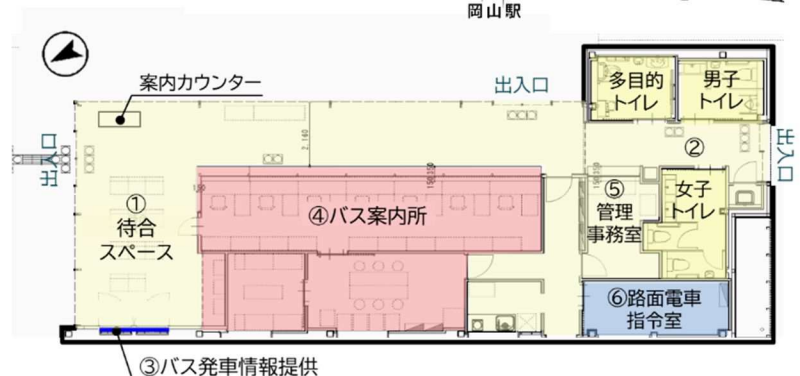 岡山駅
案内カウンター
出入口
多目的
トイレ
男子
トイレ
出入口
2,160
②
出入口
①
待合
スペース
④バス案内所
⑤
管理
事務室
女子
トイレ
⑥路面電車
指令室
③バス発車情報提供